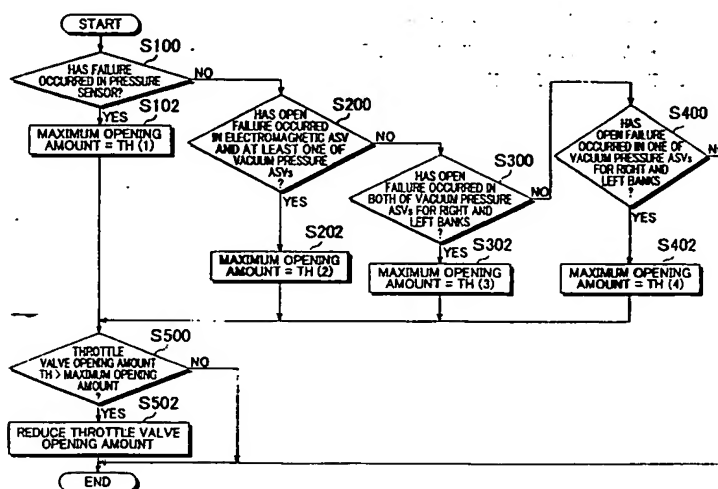 START
S100
HAS FAILURE
OCCURRED IN PRESSURE
SENSOR?
NO
YES
S102
MAXIMUM OPENING
AMOUNT = TH (1)
S200
HAS OPEN
FAILURE OCCURRED
IN ELECTROMAGNETIC ASV
AND AT LEAST ONE OF
VACUUM PRESSURE
ASVs
?
NO
YES
S202
MAXIMUM OPENING
AMOUNT = TH (2)
S300
HAS OPEN
FAILURE OCCURRED IN
BOTH OF VACUUM PRESSURE
ASVs FOR RIGHT AND
LEFT BANKS
?
NO
YES
S302
MAXIMUM OPENING
AMOUNT = TH (3)
S400
HAS
OPEN FAILURE
OCCURRED IN ONE OF
VACUUM PRESSURE ASVs
FOR RIGHT AND
LEFT BANKS
?
YES
S402
MAXIMUM OPENING
AMOUNT = TH (4)
S500
THROTTLE
VALVE OPENING AMOUNT
TH > MAXIMUM OPENING
AMOUNT
?
NO
YES
S502
REDUCE THROTTLE VALVE
OPENING AMOUNT
END